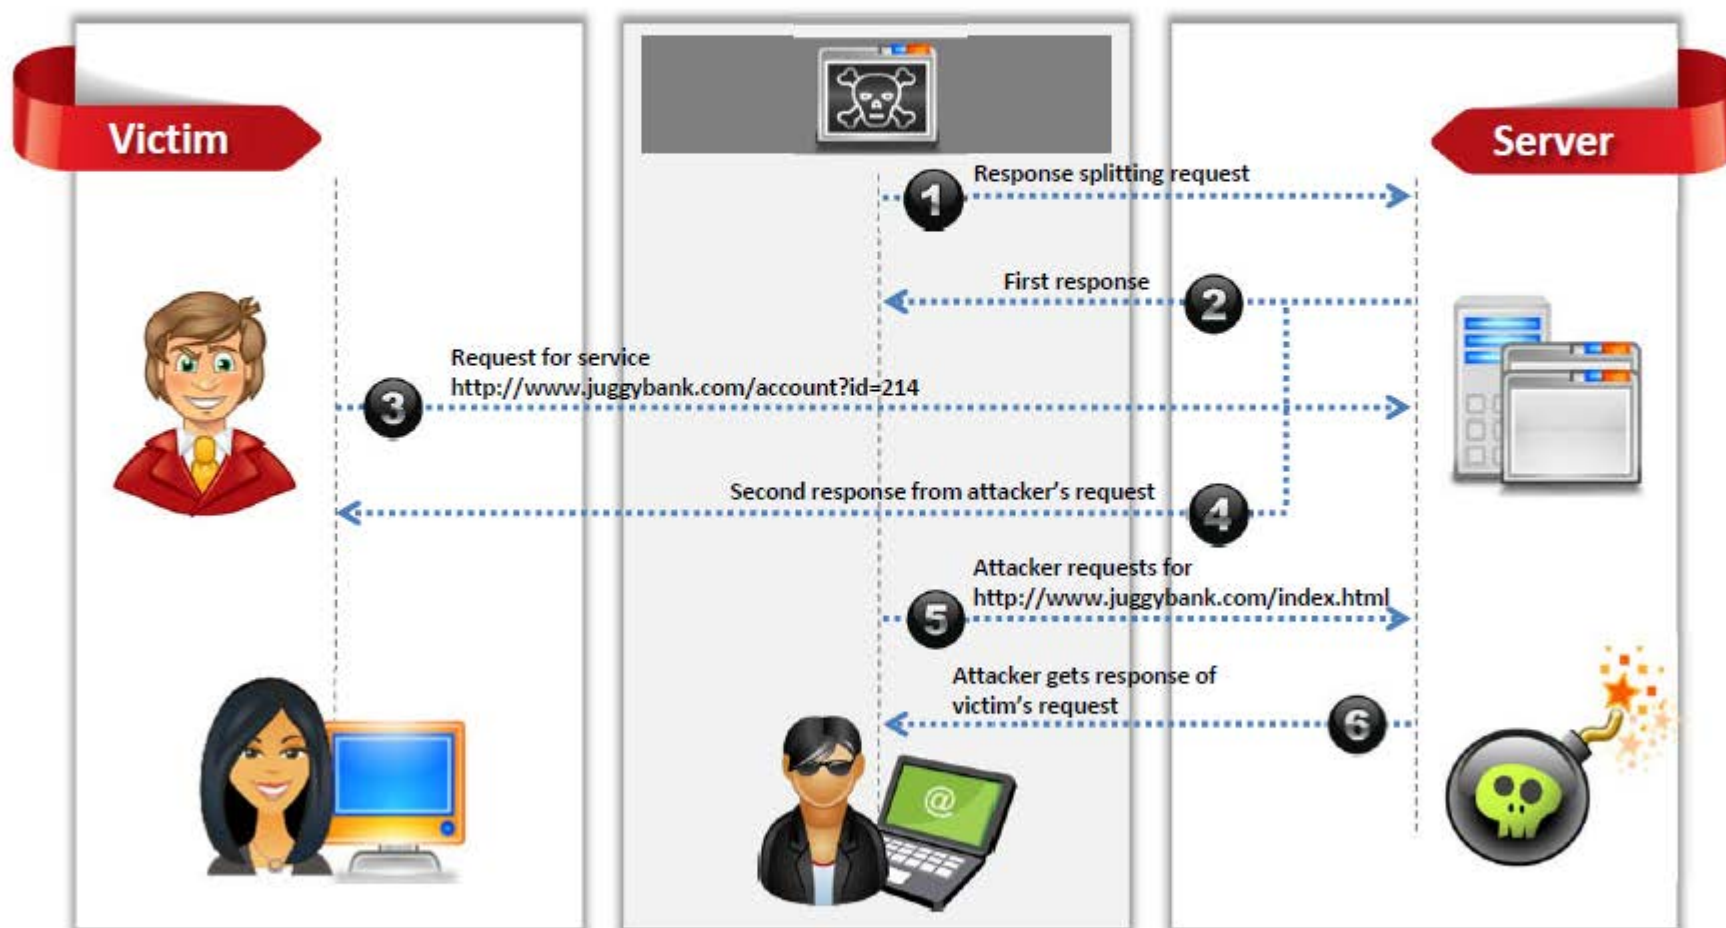 Victim
Server
1
Response splitting request
First response
2
Request for service
http://www.juggybank.com/account?id=214
3
Second response from attacker's request
4
Attacker requests for
http://www.juggybank.com/index.html
5
Attacker gets response of
victim's request
6
@